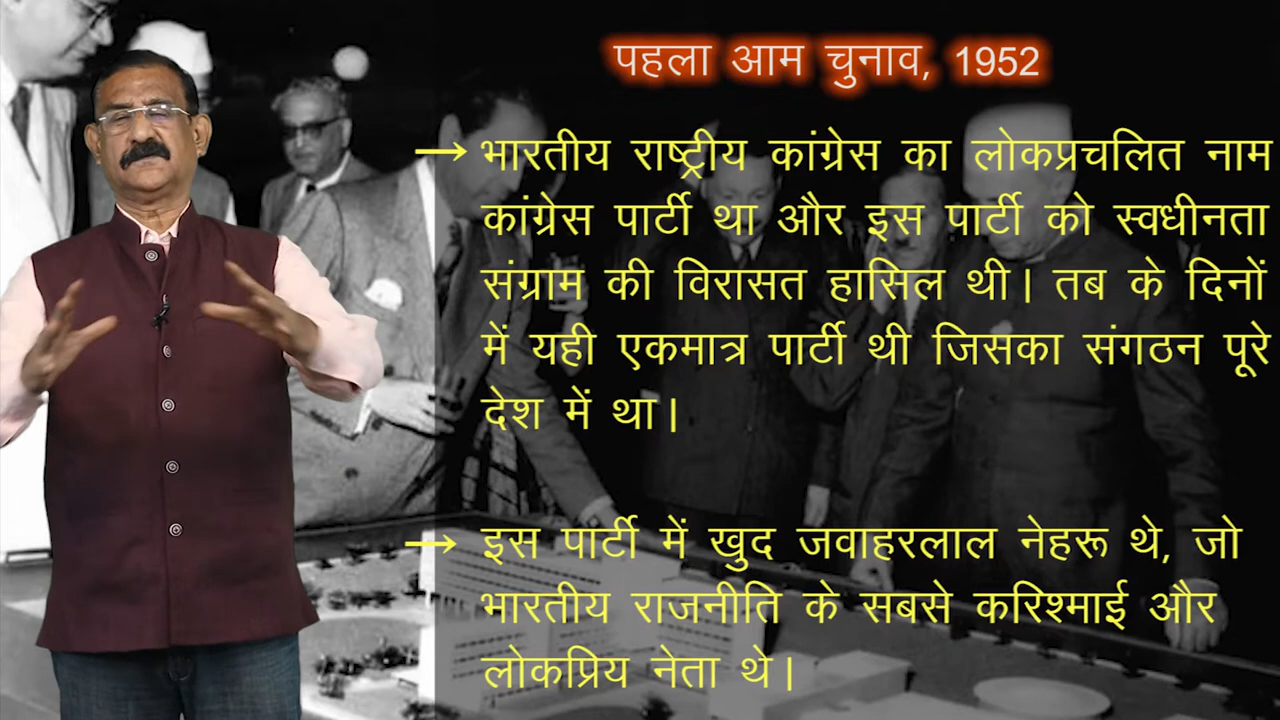 पहला आम चुनाव, 1952
→ भारतीय राष्ट्रीय कांग्रेस का लोकप्रचलित नाम
कांग्रेस पार्टी था और इस पार्टी को स्वधीनता
संग्राम की विरासत हासिल थी। तब के दिनों
में यही एकमात्र पार्टी थी जिसका संगठन पूरे
देश में था।
→ इस पार्टी में खुद जवाहरलाल नेहरू थे, जो
भारतीय राजनीति के सबसे करिश्माई और
लोकप्रिय नेता थे।